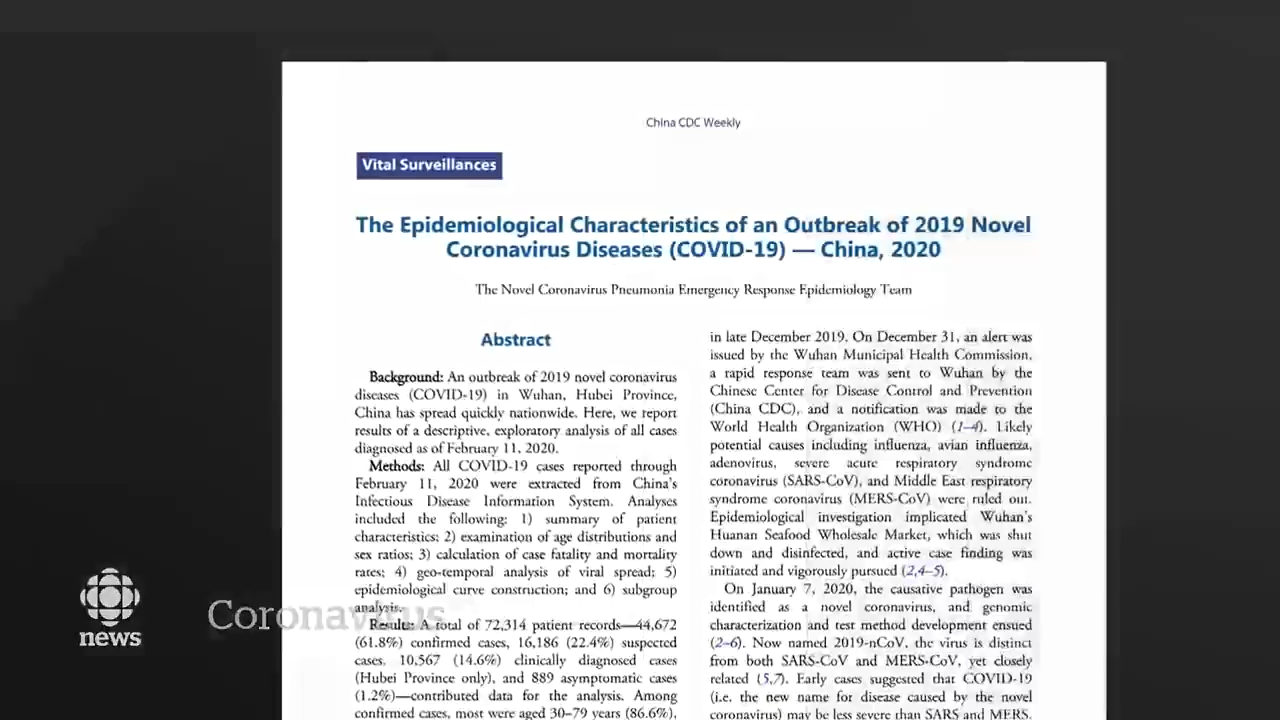 China CDC Weekly
Vital Surveillances
The Epidemiological Characteristics of an Outbreak of 2019 Novel
Coronavirus Diseases (COVID-19) — China, 2020
The Novel Coronavirus Pneumonia Emergency Response Epidemiology Team
Abstract
Background: An outbreak of 2019 novel coronavirus
diseases (COVID-19) in Wuhan, Hubei Province,
China has spread quickly nationwide. Here, we report
results of a descriptive, exploratory analysis of all cases
diagnosed as of February 11, 2020.
Methods: All COVID-19 cases reported through
February 11, 2020 were extracted from China's
Infectious Disease Information System. Analyses
included the following: 1) summary of patient
characteristics; 2) examination of age distributions and
sex ratios; 3) calculation of case fatality and mortality
rates; 4) geo-temporal analysis of viral spread; 5)
epidemiological curve construction; and 6) subgroup
analysis.
Results: A total of 72,314 patient records—44,672
(61.8%) confirmed cases, 16,186 (22.4%) suspected
cases, 10,567 (14.6%) clinically diagnosed cases
(Hubei Province only), and 889 asymptomatic cases
(1.2%)—contributed data for the analysis. Among
confirmed cases, most were aged 30–79 years (86.6%),
in late December 2019. On December 31, an alert was
issued by the Wuhan Municipal Health Commission,
a rapid response team was sent to Wuhan by the
Chinese Center for Disease Control and Prevention
(China CDC), and a notification was made to the
World Health Organization (WHO) (1–4). Likely
potential causes including influenza, avian influenza,
adenovirus, severe acute respiratory syndrome
coronavirus (SARS-CoV), and Middle East respiratory
syndrome coronavirus (MERS-CoV) were ruled out.
Epidemiological investigation implicated Wuhan's
Huanan Seafood Wholesale Market, which was shut
down and disinfected, and active case finding was
initiated and vigorously pursued (2,4–5).
On January 7, 2020, the causative pathogen was
identified as a novel coronavirus, and genomic
characterization and test method development ensued
(2–6). Now named 2019-nCoV, the virus is distinct
from both SARS-CoV and MERS-CoV, yet closely
related (5,7). Early cases suggested that COVID-19
(i.e. the new name for disease caused by the novel
coronavirus) may be less severe than SARS and MERS.
news
Coronavirus